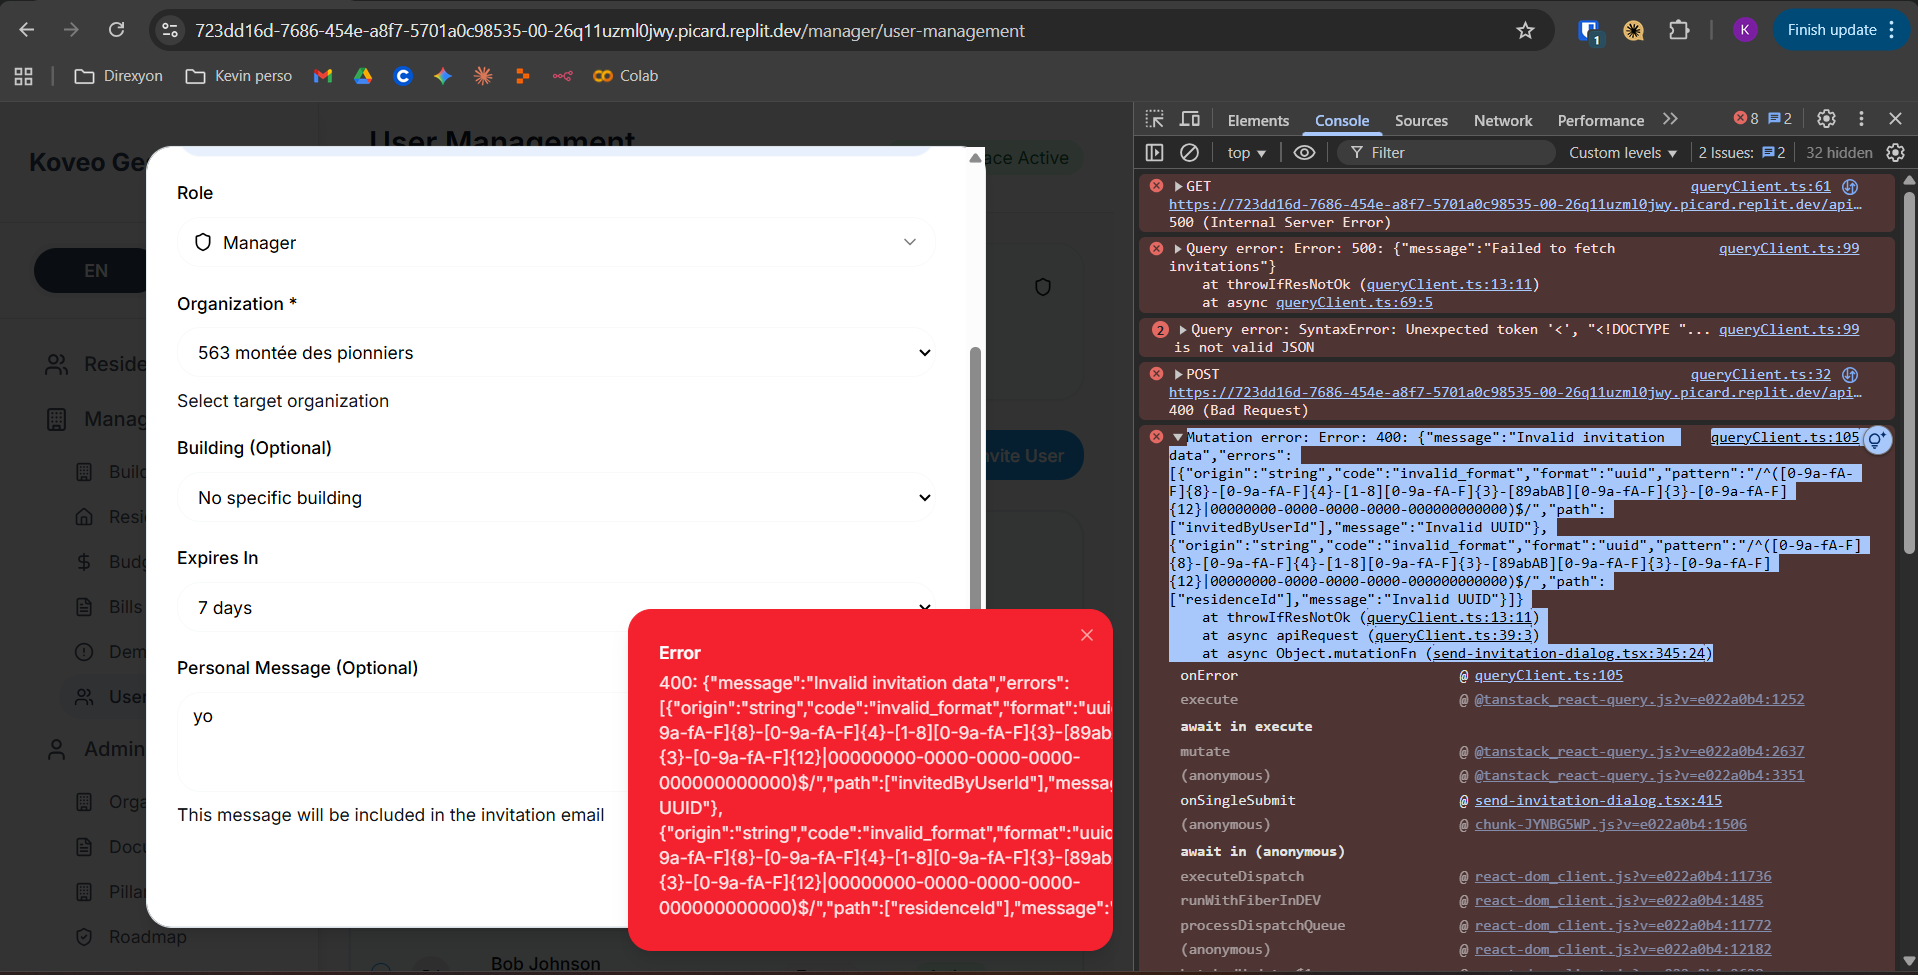 723dd16d-7686-454e-a8f7-5701a0c98535-00-26q11uzml0jwy.picard.replit.dev/manager/user-management
1
K
Finish update
Direxyon
Kevin perso
Colab
User Management
Koveo Ge
ace Active
EN
Reside
Manag
Build
Resi
Budg
Bills
Dem
User
Admin
Orga
Docu
Pilla
Roadmap
vite User
Bob Johnson
Role
Manager
Organization *
563 montée des pionniers
Select target organization
Building (Optional)
No specific building
Expires In
7 days
Personal Message (Optional)
yo
This message will be included in the invitation email
Error
400: {"message":"Invalid invitation data","errors":
[{"origin":"string","code":"invalid_format","format":"uui
9a-fA-F]{8}-[0-9a-fA-F]{4}-[1-8][0-9a-fA-F]{3}-[89ab
{3}-[0-9a-fA-F]{12}|00000000-0000-0000-0000-
000000000000)$/","path":["invitedByUserId"],"messag
UUID"},
{"origin":"string","code":"invalid_format","format":"uuid
9a-fA-F]{8}-[0-9a-fA-F]{4}-[1-8][0-9a-fA-F]{3}-[89ab
{3}-[0-9a-fA-F]{12}|00000000-0000-0000-0000-
000000000000)$/","path":["residenceId"],"message":"
Elements
Console
Sources
Network
Performance
8
2
top
Filter
Custom levels
2 Issues:
2
32 hidden
GET queryClient.ts:61
https://723dd16d-7686-454e-a8f7-5701a0c98535-00-26q11uzml0jwy.picard.replit.dev/api…
500 (Internal Server Error)
Query error: Error: 500: {"message":"Failed to fetch queryClient.ts:99
invitations"}
at throwIfResNotOk (queryClient.ts:13:11)
at async queryClient.ts:69:5
2 Query error: SyntaxError: Unexpected token '<', "<!DOCTYPE "... queryClient.ts:99
is not valid JSON
POST queryClient.ts:32
https://723dd16d-7686-454e-a8f7-5701a0c98535-00-26q11uzml0jwy.picard.replit.dev/api…
400 (Bad Request)
Mutation error: Error: 400: {"message":"Invalid invitation queryClient.ts:105
data","errors":
[{"origin":"string","code":"invalid_format","format":"uuid","pattern":"/^([0-9a-fA-
F]{8}-[0-9a-fA-F]{4}-[1-8][0-9a-fA-F]{3}-[89abAB][0-9a-fA-F]{3}-[0-9a-fA-F]
{12}|00000000-0000-0000-0000-000000000000)$/","path":
["invitedByUserId"],"message":"Invalid UUID"},
{"origin":"string","code":"invalid_format","format":"uuid","pattern":"/^([0-9a-fA-F]
{8}-[0-9a-fA-F]{4}-[1-8][0-9a-fA-F]{3}-[89abAB][0-9a-fA-F]{3}-[0-9a-fA-F]
{12}|00000000-0000-0000-0000-000000000000)$/","path":
["residenceId"],"message":"Invalid UUID"}]}
at throwIfResNotOk (queryClient.ts:13:11)
at async apiRequest (queryClient.ts:39:3)
at async Object.mutationFn (send-invitation-dialog.tsx:345:24)
onError @ queryClient.ts:105
execute @ @tanstack_react-query.js?v=e022a0b4:1252
await in execute
mutate @ @tanstack_react-query.js?v=e022a0b4:2637
(anonymous) @ @tanstack_react-query.js?v=e022a0b4:3351
onSingleSubmit @ send-invitation-dialog.tsx:415
(anonymous) @ chunk-JYNBG5WP.js?v=e022a0b4:1506
await in (anonymous)
executeDispatch @ react-dom_client.js?v=e022a0b4:11736
runWithFiberInDEV @ react-dom_client.js?v=e022a0b4:1485
processDispatchQueue @ react-dom_client.js?v=e022a0b4:11772
(anonymous) @ react-dom_client.js?v=e022a0b4:12182